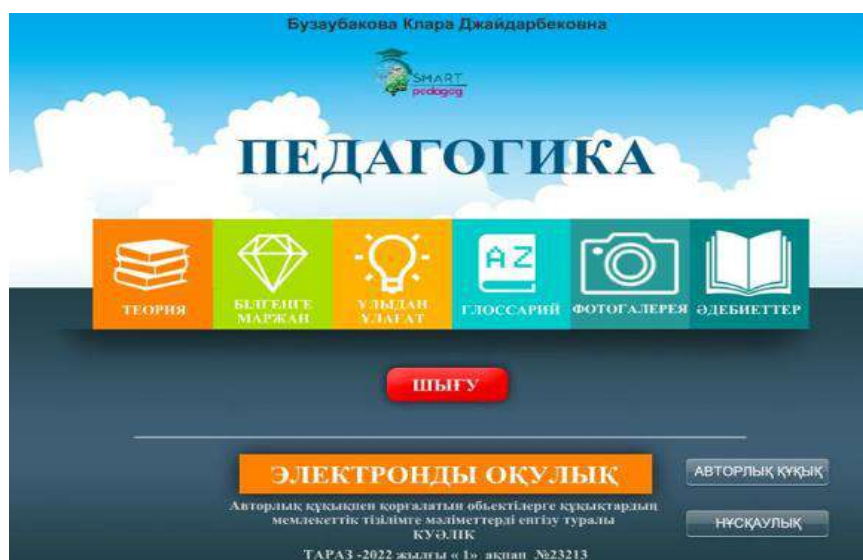 Бузаубакова Клара Джайдарбековна
SMART
pedagog
ПЕДАГОГИКА
ТЕОРИЯ
БІЛГЕНГЕ
МАРЖАН
ҰЛЫДАН
ҰЛАҒАТ
AZ
ГЛОССАРИЙ
ФОТОГАЛЕРЕЯ
ӘДЕБИЕТТЕР
ШЫҒУ
ЭЛЕКТРОНДЫ ОҚУЛЫҚ
АВТОРЛЫҚ ҚҰҚЫҚ
Авторлық құқықпен қорғалатын объектілерге құқықтардың
мемлекеттік тізілімге мәліметтерді енгізу туралы
КУӘЛІК
НҰСҚАУЛЫҚ
ТАРАЗ -2022 жылғы « 1» ақпан №23213